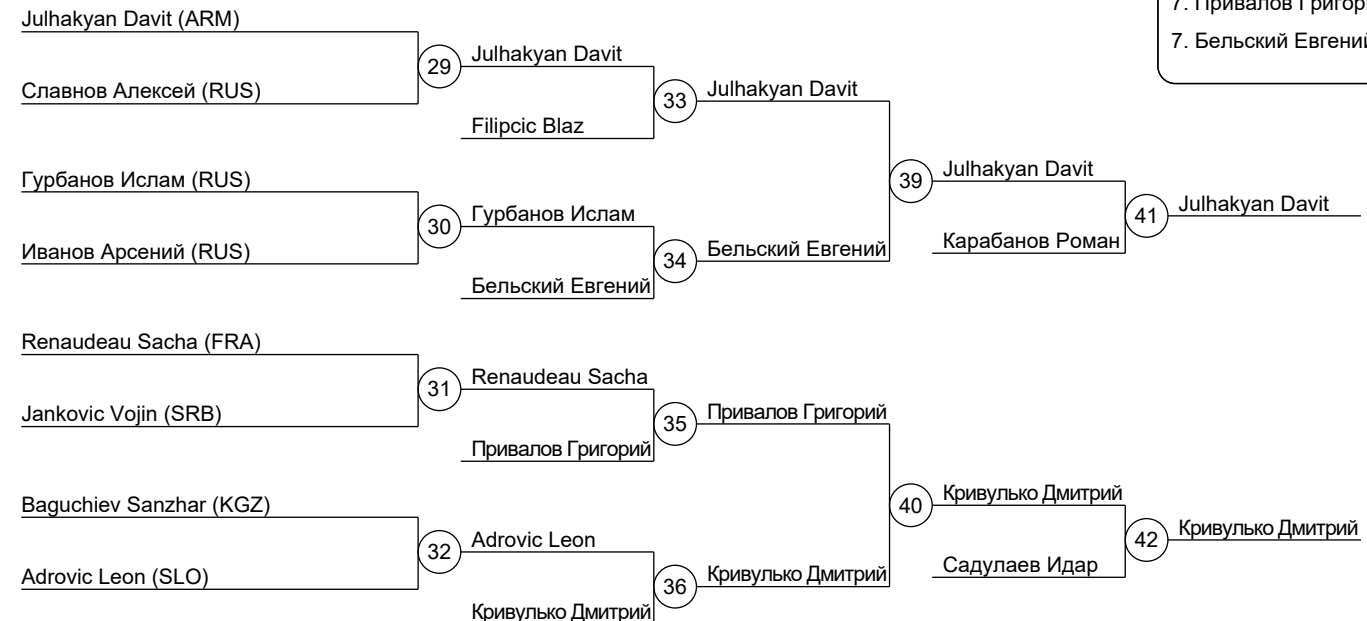 7. Привалов Григор
7. Бельский Евгений
Julhakyan Davit (ARM)
29
Julhakyan Davit
Славнов Алексей (RUS)
33
Julhakyan Davit
Filipcic Blaz
Гурбанов Ислам (RUS)
39
Julhakyan Davit
30
Гурбанов Ислам
41
Julhakyan Davit
Иванов Арсений (RUS)
34
Бельский Евгений
Карабанов Роман
Бельский Евгений
Renaudeau Sacha (FRA)
31
Renaudeau Sacha
Jankovic Vojin (SRB)
35
Привалов Григорий
Привалов Григорий
Baguchiev Sanzhar (KGZ)
40
Кривулько Дмитрий
32
Adrovic Leon
42
Кривулько Дмитрий
Adrovic Leon (SLO)
36
Кривулько Дмитрий
Садулаев Идар
Кривулько Дмитрий